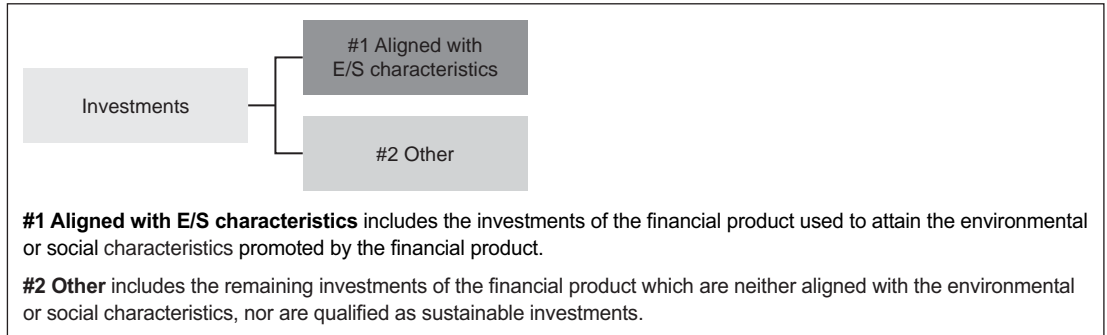 #1 Aligned with
E/S characteristics
Investments
#2 Other
#1 Aligned with E/S characteristics includes the investments of the financial product used to attain the environmental
or social characteristics promoted by the financial product.
#2 Other includes the remaining investments of the financial product which are neither aligned with the environmental
or social characteristics, nor are qualified as sustainable investments.